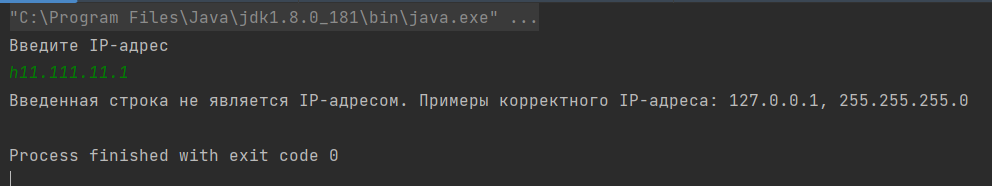 "C:\Program Files\Java\jdk1.8.0_181\bin\java.exe" ...
Введите IP-адрес
h11.111.11.1
Введенная строка не является IP-адресом. Примеры корректного IP-адреса: 127.0.0.1, 255.255.255.0
Process finished with exit code 0